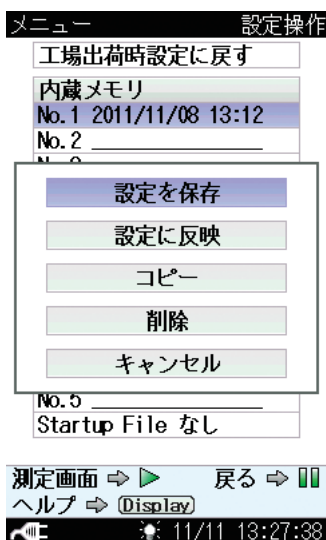 メニュー 設定操作
工場出荷時設定に戻す
内蔵メモリ
No.1 2011/11/08 13:12
No.2
設定を保存
設定に反映
コピー
削除
キャンセル
No.5
Startup File なし
測定画面 ⇨ ▷ 戻る ⇨ 
ヘルプ ⇨ Display
11/11 13:27:38